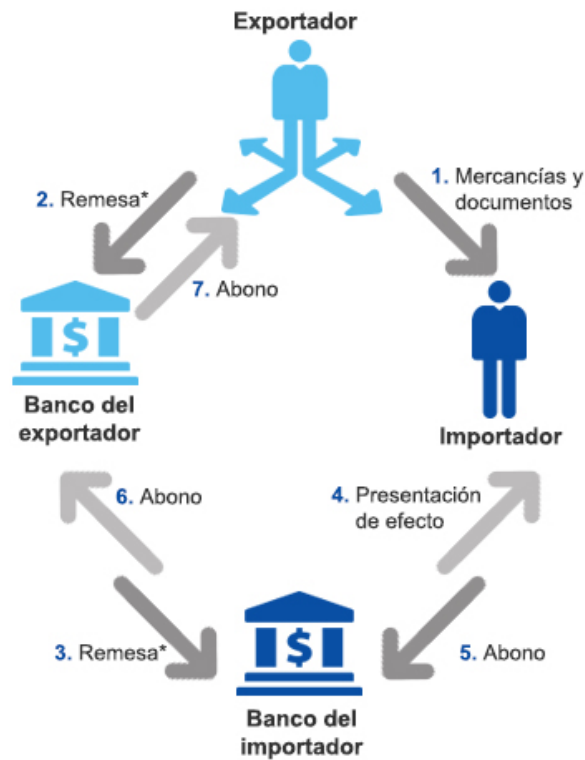 Exportador
1. Mercancías y
documentos
2. Remesa*
7. Abono
$
Banco del
exportador
Importador
6. Abono
4. Presentación
de efecto
3. Remesa*
$
5. Abono
Banco del
importador